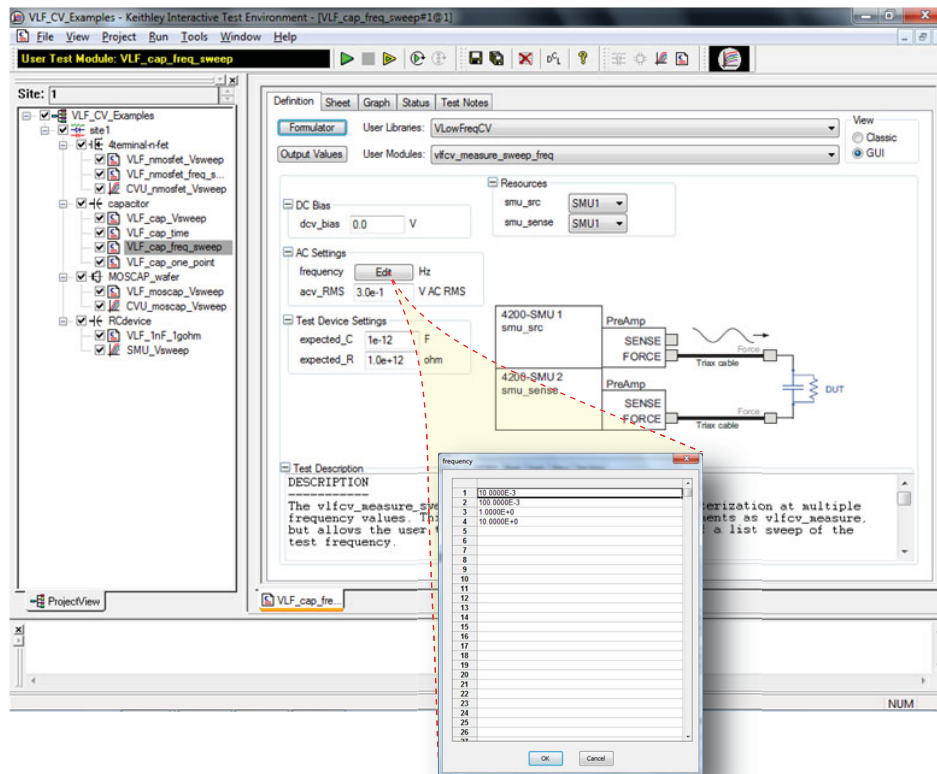 VLF_CV_Examples - Keithley Interactive Test Environment - [VLF_cap_freq_sweep#1@1]
File View Project Run Tools Window Help
User Test Module: VLF_cap_freq_sweep
Site: 1
VLF_CV_Examples
site1
4terminal-n-fet
VLF_nmosfet_Vsweep
VLF_nmosfet_freq_s...
CVU_nmosfet_Vsweep
capacitor
VLF_cap_Vsweep
VLF_cap_time
VLF_cap_freq_sweep
VLF_cap_one_point
MOSCAP_wafer
VLF_moscap_Vsweep
CVU_moscap_Vsweep
RCdevice
VLF_1nF_1gohm
SMU_Vsweep
ProjectView
Definition Sheet Graph Status Test Notes
Formulator User Libraries: VLowFreqCV
Output Values User Modules: vlfcv_measure_sweep_freq
View
Classic
GUI
DC Bias
dcv_bias 0.0 V
Resources
smu_src SMU1
smu_sense SMU1
AC Settings
frequency Edit Hz
acv_RMS 3.0e-1 V AC RMS
Test Device Settings
expected_C 1e-12 F
expected_R 1.0e+12 ohm
4200-SMU 1
smu_src
PreAmp
SENSE
FORCE
Force
Triax cable
4200-SMU 2
smu_sense
PreAmp
SENSE
FORCE
Force
Triax cable
DUT
Test Description
DESCRIPTION
-----------
The vlfcv_measure_swe terization at multiple
frequency values. Thi ents as vlfcv_measure,
but allows the user t a list sweep of the
test frequency.
VLF_cap_fre...
NUM
frequency
1 10.0000E-3
2 100.0000E-3
3 1.0000E+0
4 10.0000E+0
5
6
7
8
9
10
11
12
13
14
15
16
17
18
19
20
21
22
23
24
25
26
OK Cancel